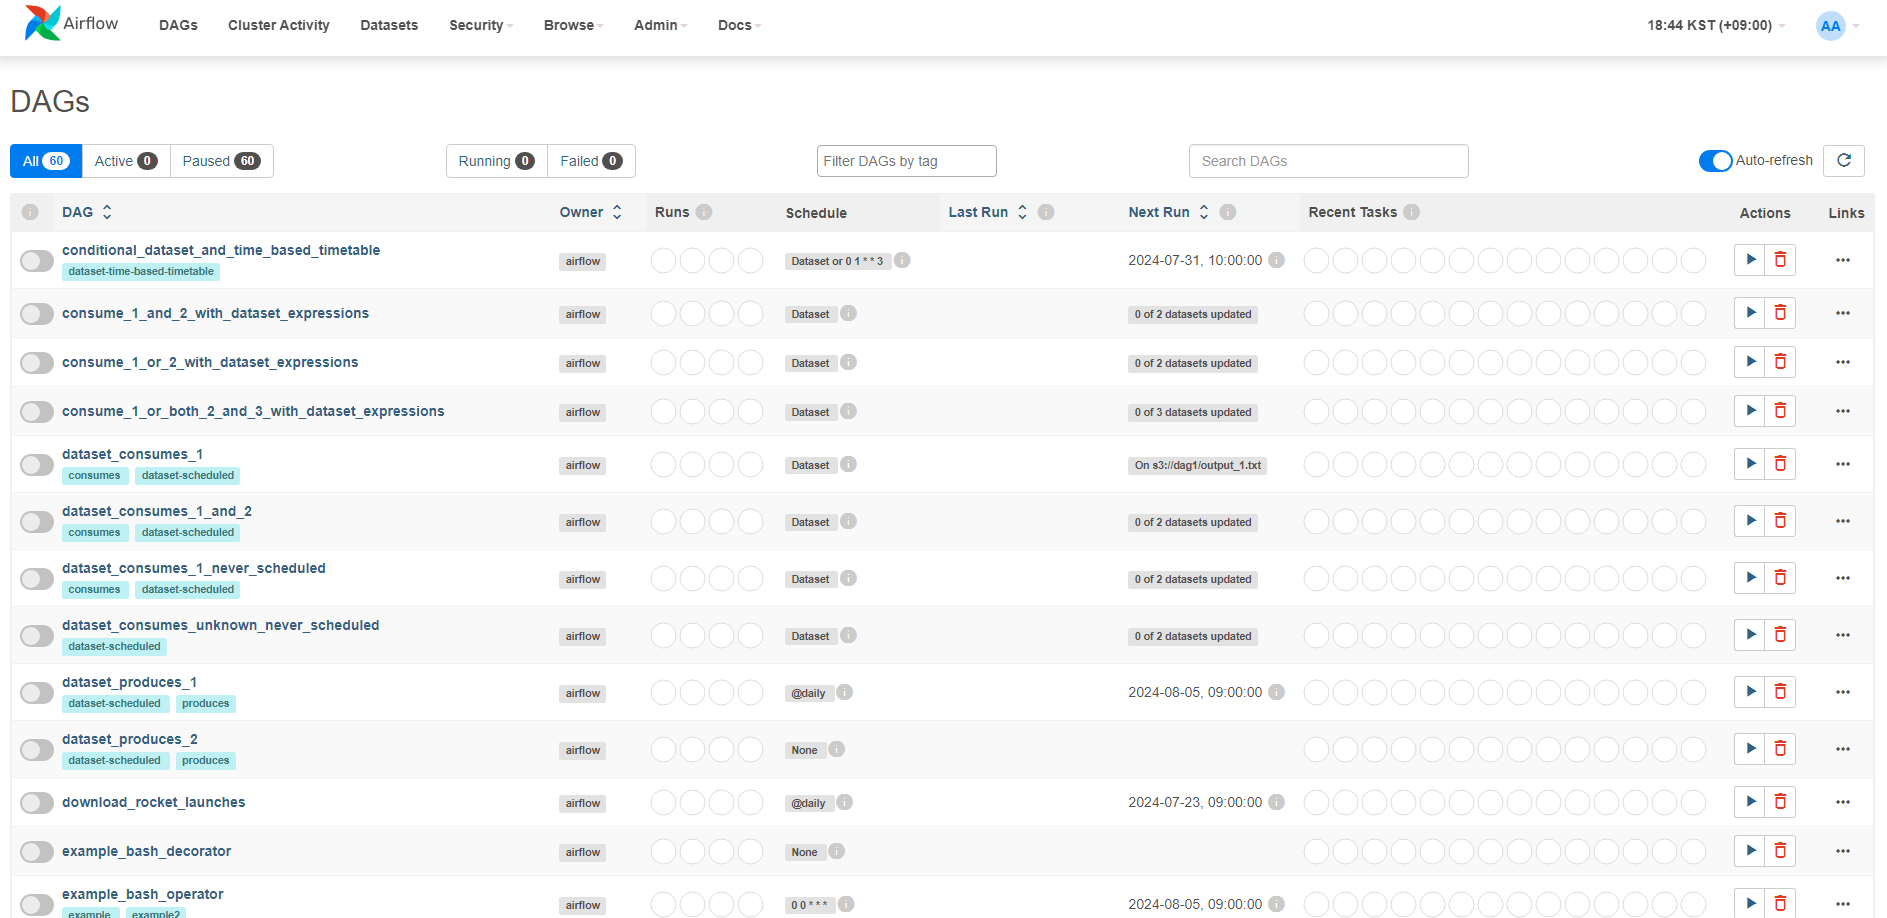 Airflow DAGs Cluster Activity Datasets Security Browse Admin Docs 18:44 KST (+09:00) AA
DAGs
All 60 Active 0 Paused 60 Running 0 Failed 0 Filter DAGs by tag Search DAGs Auto-refresh
DAG Owner Runs Schedule Last Run Next Run Recent Tasks Actions Links
conditional_dataset_and_time_based_timetable
dataset-time-based-timetable
airflow Dataset or 0 1 * * 3 2024-07-31, 10:00:00
consume_1_and_2_with_dataset_expressions airflow Dataset 0 of 2 datasets updated
consume_1_or_2_with_dataset_expressions airflow Dataset 0 of 2 datasets updated
consume_1_or_both_2_and_3_with_dataset_expressions airflow Dataset 0 of 3 datasets updated
dataset_consumes_1
consumes dataset-scheduled
airflow Dataset On s3://dag1/output_1.txt
dataset_consumes_1_and_2
consumes dataset-scheduled
airflow Dataset 0 of 2 datasets updated
dataset_consumes_1_never_scheduled
consumes dataset-scheduled
airflow Dataset 0 of 2 datasets updated
dataset_consumes_unknown_never_scheduled
dataset-scheduled
airflow Dataset 0 of 2 datasets updated
dataset_produces_1
dataset-scheduled produces
airflow @daily 2024-08-05, 09:00:00
dataset_produces_2
dataset-scheduled produces
airflow None
download_rocket_launches airflow @daily 2024-07-23, 09:00:00
example_bash_decorator airflow None
example_bash_operator
example example2
airflow 0 0 * * * 2024-08-05, 09:00:00